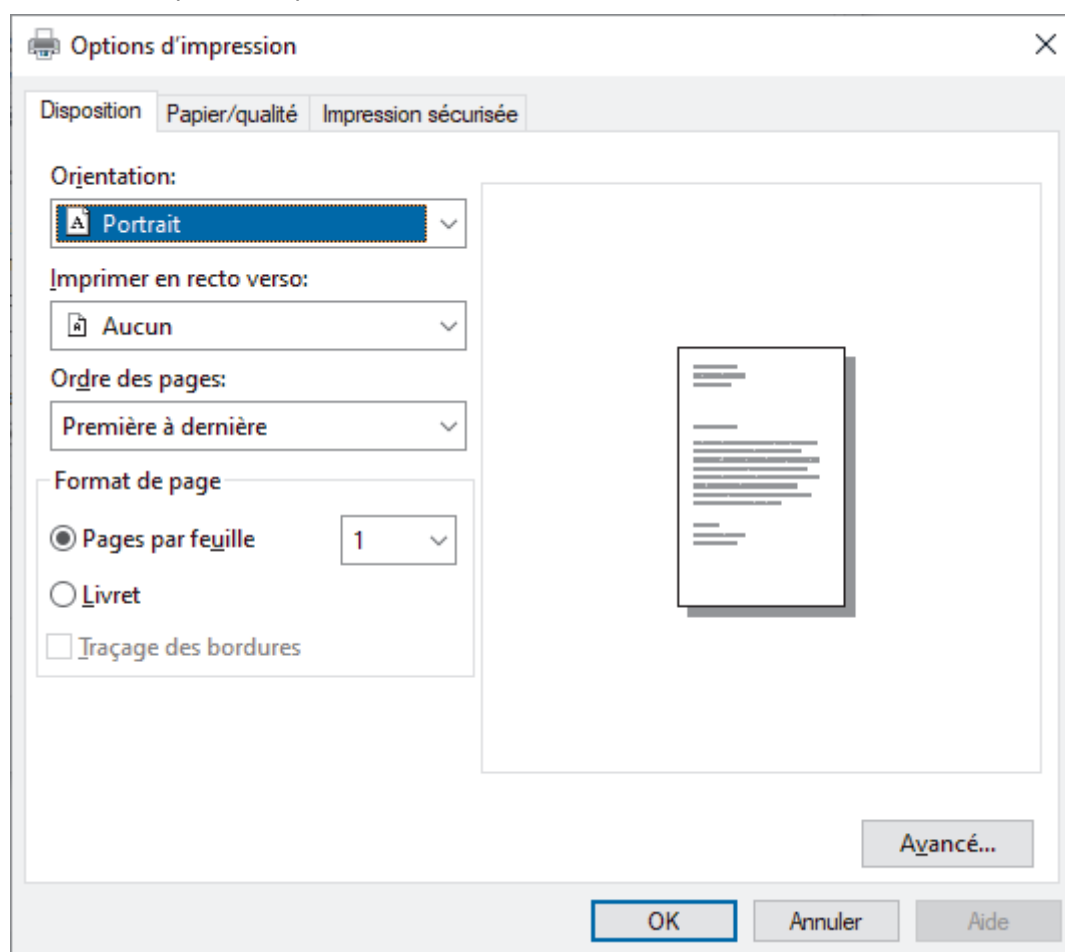 Options d'impression
Disposition Papier/qualité Impression sécurisée
Orientation:
A Portrait
Imprimer en recto verso:
A Aucun
Ordre des pages:
Première à dernière
Format de page
Pages par feuille 1
Livret
Traçage des bordures
Avancé...
OK Annuler Aide